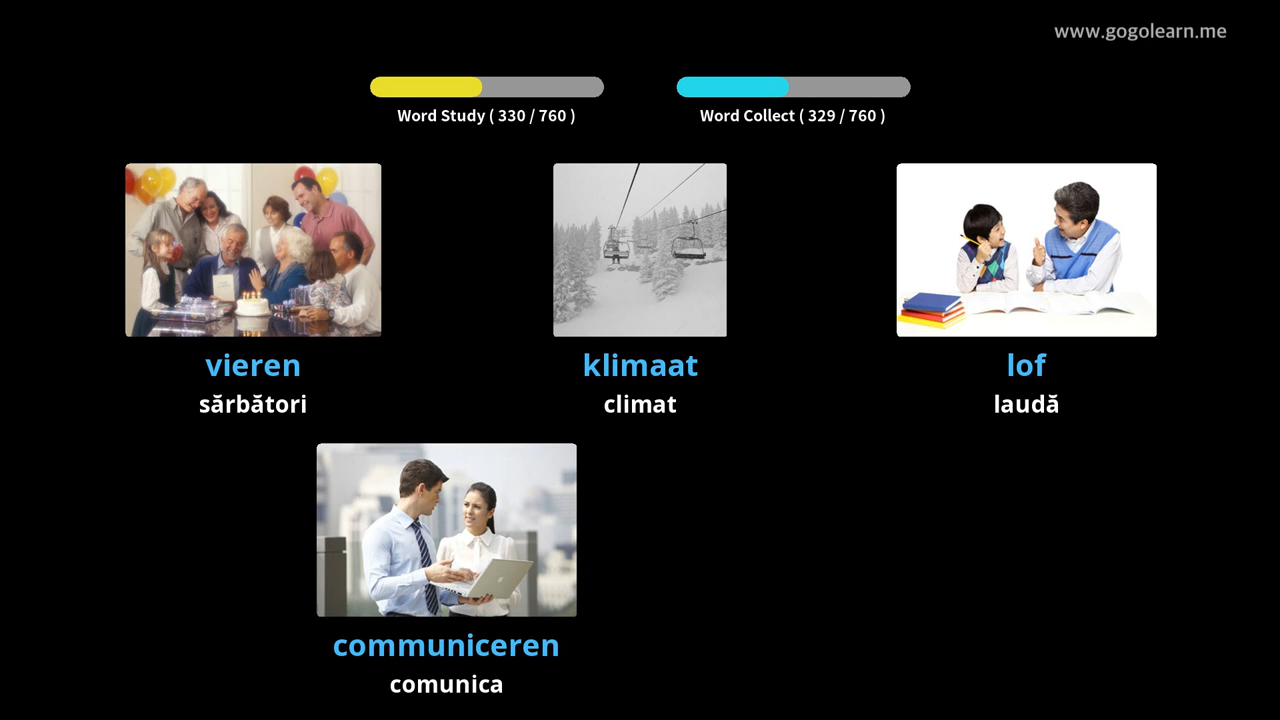 www.gogolearn.me
Word Study ( 330 / 760 )
Word Collect ( 329 / 760 )
vieren
sărbători
klimaat
climat
lof
laudă
communiceren
comunica